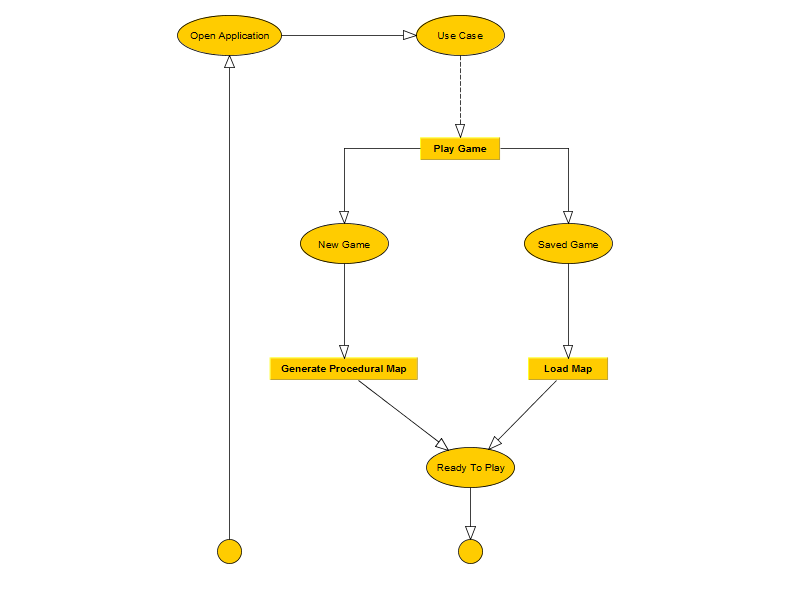 Open Application
Use Case
Play Game
New Game
Saved Game
Generate Procedural Map
Load Map
Ready To Play